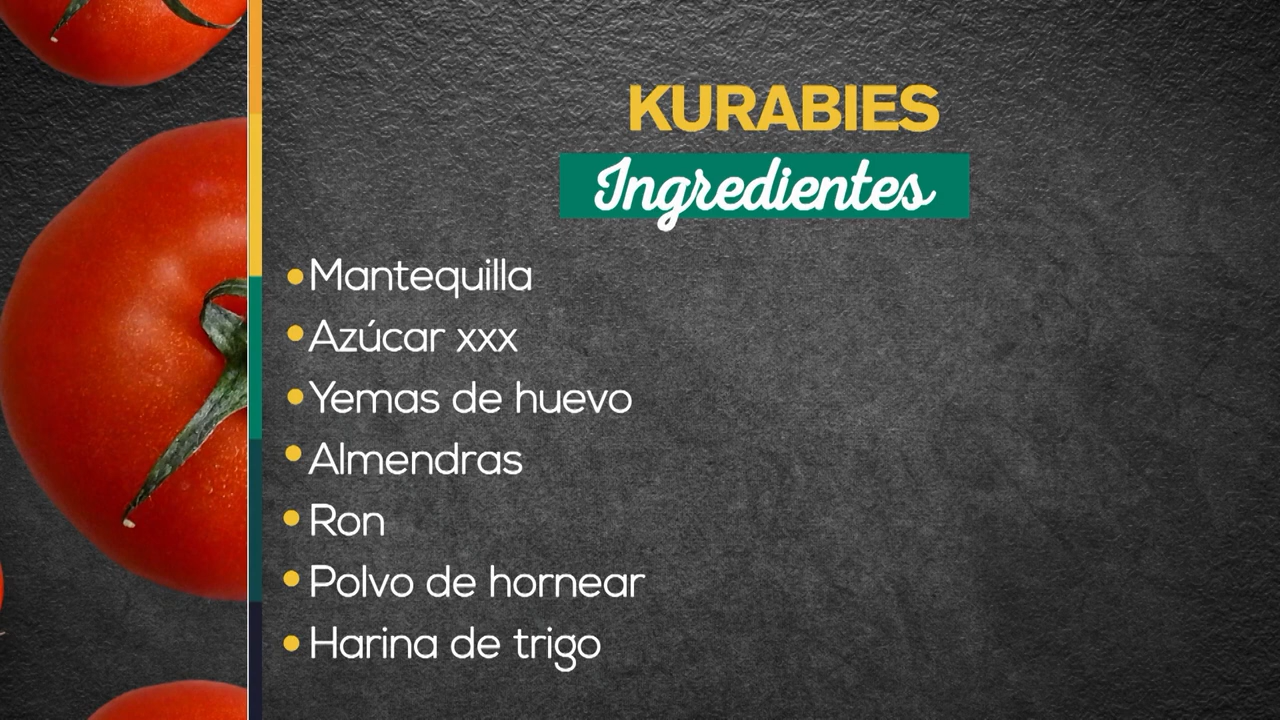 KURABIES
Ingredientes
•Mantequilla
•Azúcar xxx
•Yemas de huevo
•Almendras
•Ron
•Polvo de hornear
•Harina de trigo